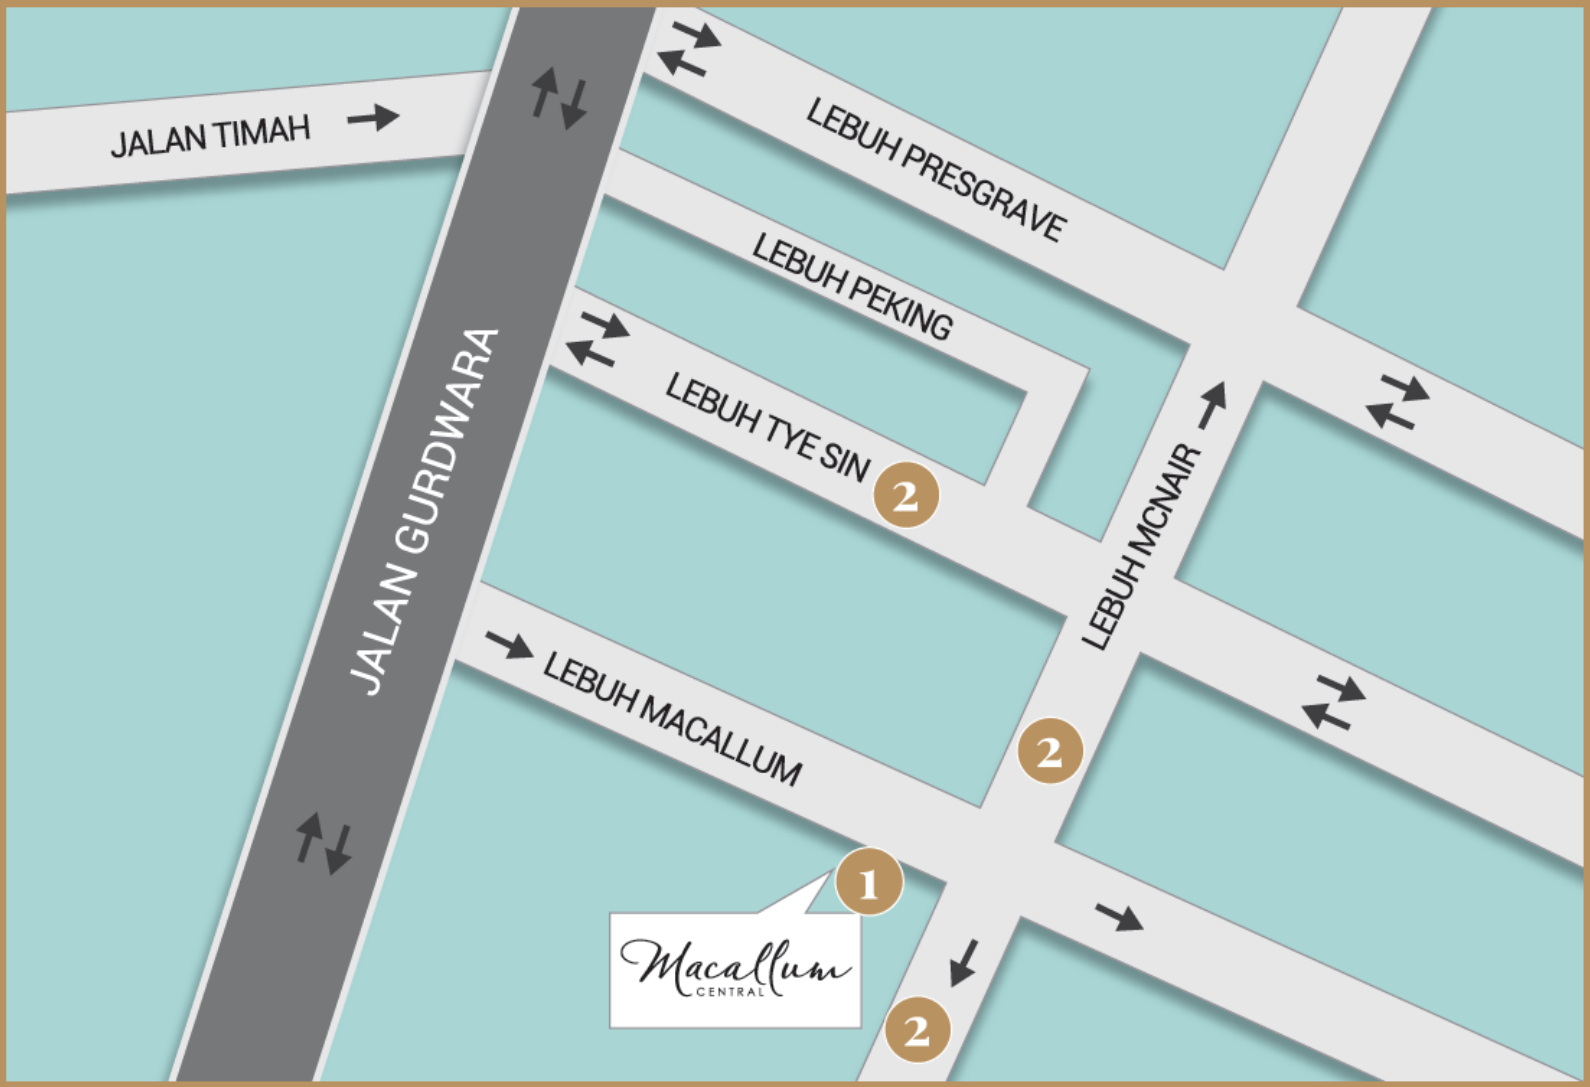 JALAN TIMAH
LEBUH PRESGRAVE
LEBUH PEKING
JALAN GURDWARA
LEBUH TYE SIN
2
LEBUH MCNAIR
LEBUH MACALLUM
2
1
Macallum
CENTRAL
2